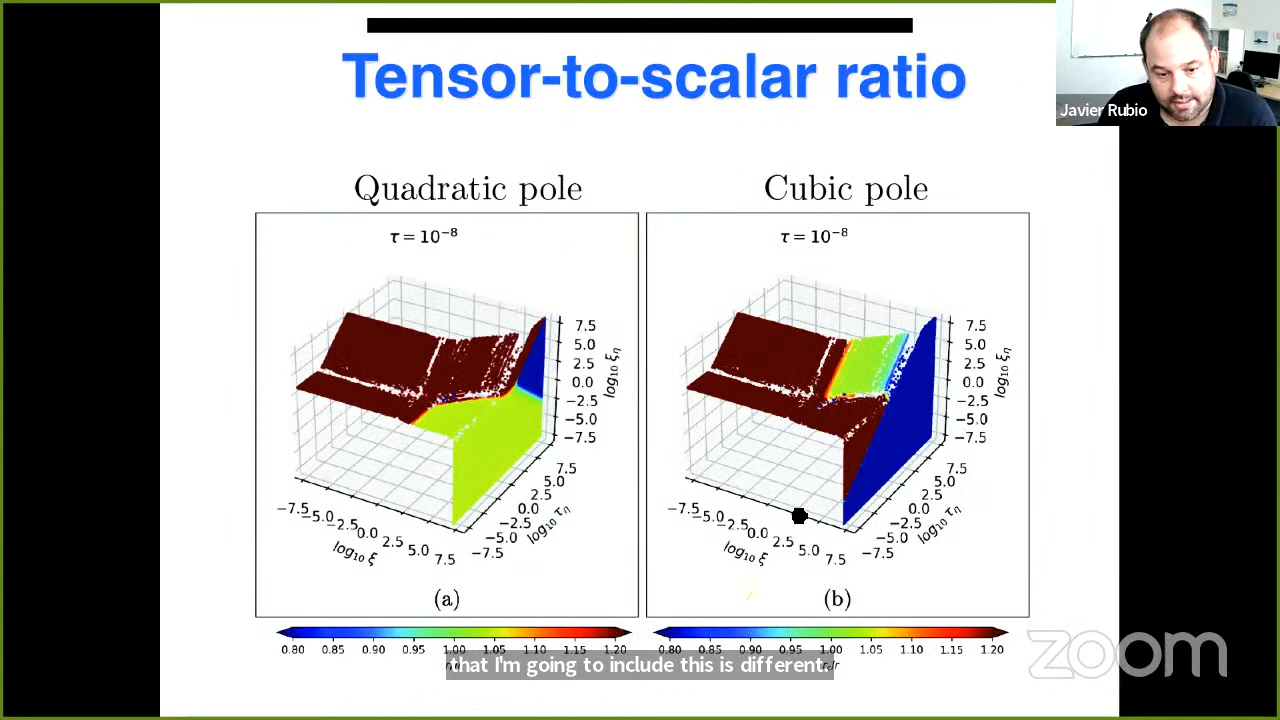 Tensor-to-scalar ratio
Javier Rubio
Quadratic pole
Cubic pole
τ = 10⁻⁸
τ = 10⁻⁸
7.5
5.0
2.5
0.0
−2.5
−5.0
−7.5
log₁₀ ξη
7.5
5.0
2.5
0.0
−2.5
−5.0
−7.5
log₁₀ τη
−7.5
−5.0
−2.5
0.0
2.5
5.0
7.5
log₁₀ ξ
(a)
7.5
5.0
2.5
0.0
−2.5
−5.0
−7.5
log₁₀ ξη
7.5
5.0
2.5
0.0
−2.5
−5.0
−7.5
log₁₀ τη
−7.5
−5.0
−2.5
0.0
2.5
5.0
7.5
log₁₀ ξ
(b)
0.80 0.85 0.90 0.95 1.00 1.05 1.10 1.15 1.20
0.80 0.85 0.90 0.95 1.00 1.05 1.10 1.15 1.20
that I'm going to include this is different.
zoom